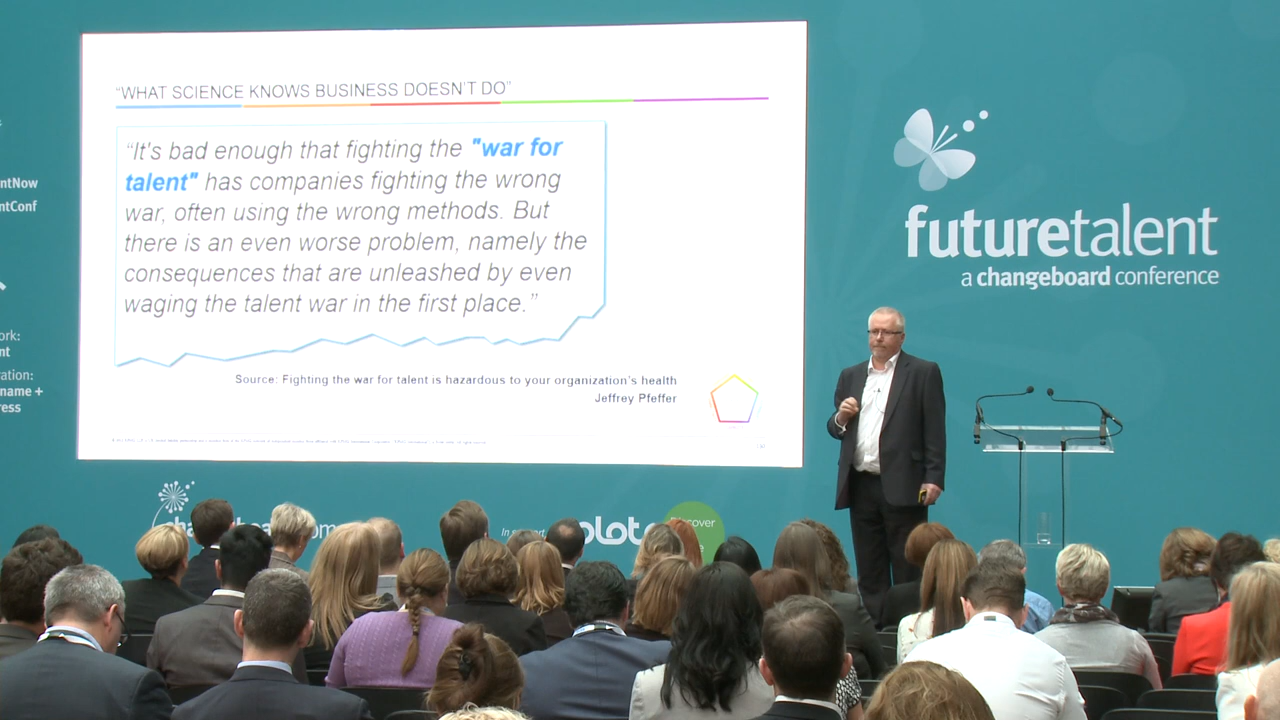 “WHAT SCIENCE KNOWS BUSINESS DOESN’T DO”
“It's bad enough that fighting the "war for
talent" has companies fighting the wrong
war, often using the wrong methods. But
there is an even worse problem, namely the
consequences that are unleashed by even
waging the talent war in the first place.”
Source: Fighting the war for talent is hazardous to your organization’s health
Jeffrey Pfeffer
futuretalent
a changeboard conference
ntNow
ntConf
ork:
nt
ration:
name +
ress
In
Discover